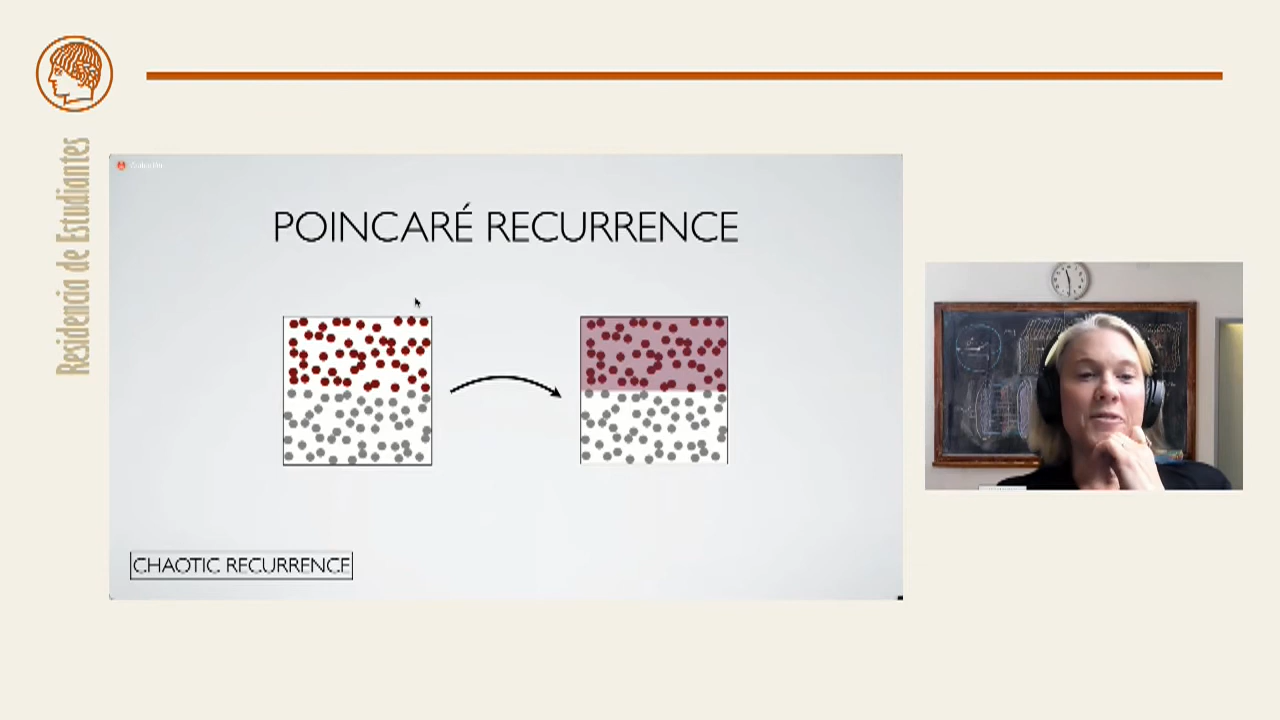 Residencia de Estudiantes
POINCARÉ RECURRENCE
CHAOTIC RECURRENCE